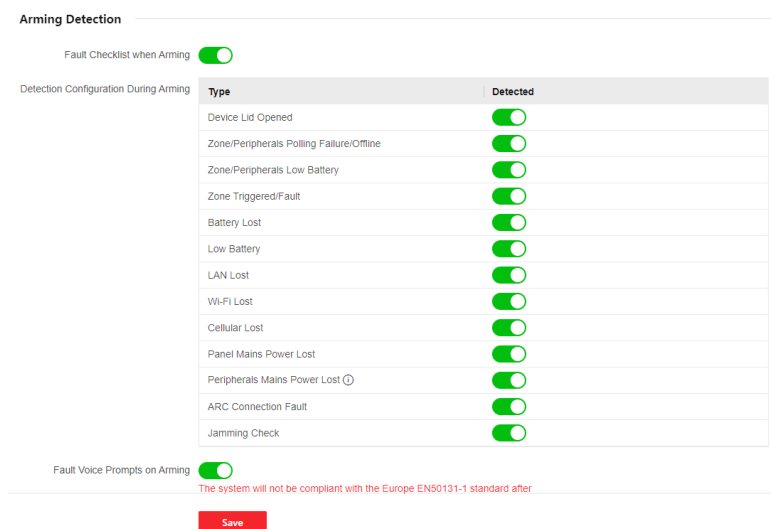 Arming Detection
Fault Checklist when Arming
Detection Configuration During Arming
Type Detected
Device Lid Opened
Zone/Peripherals Polling Failure/Offline
Zone/Peripherals Low Battery
Zone Triggered/Fault
Battery Lost
Low Battery
LAN Lost
Wi-Fi Lost
Cellular Lost
Panel Mains Power Lost
Peripherals Mains Power Lost
ARC Connection Fault
Jamming Check
Fault Voice Prompts on Arming
The system will not be compliant with the Europe EN50131-1 standard after
Save